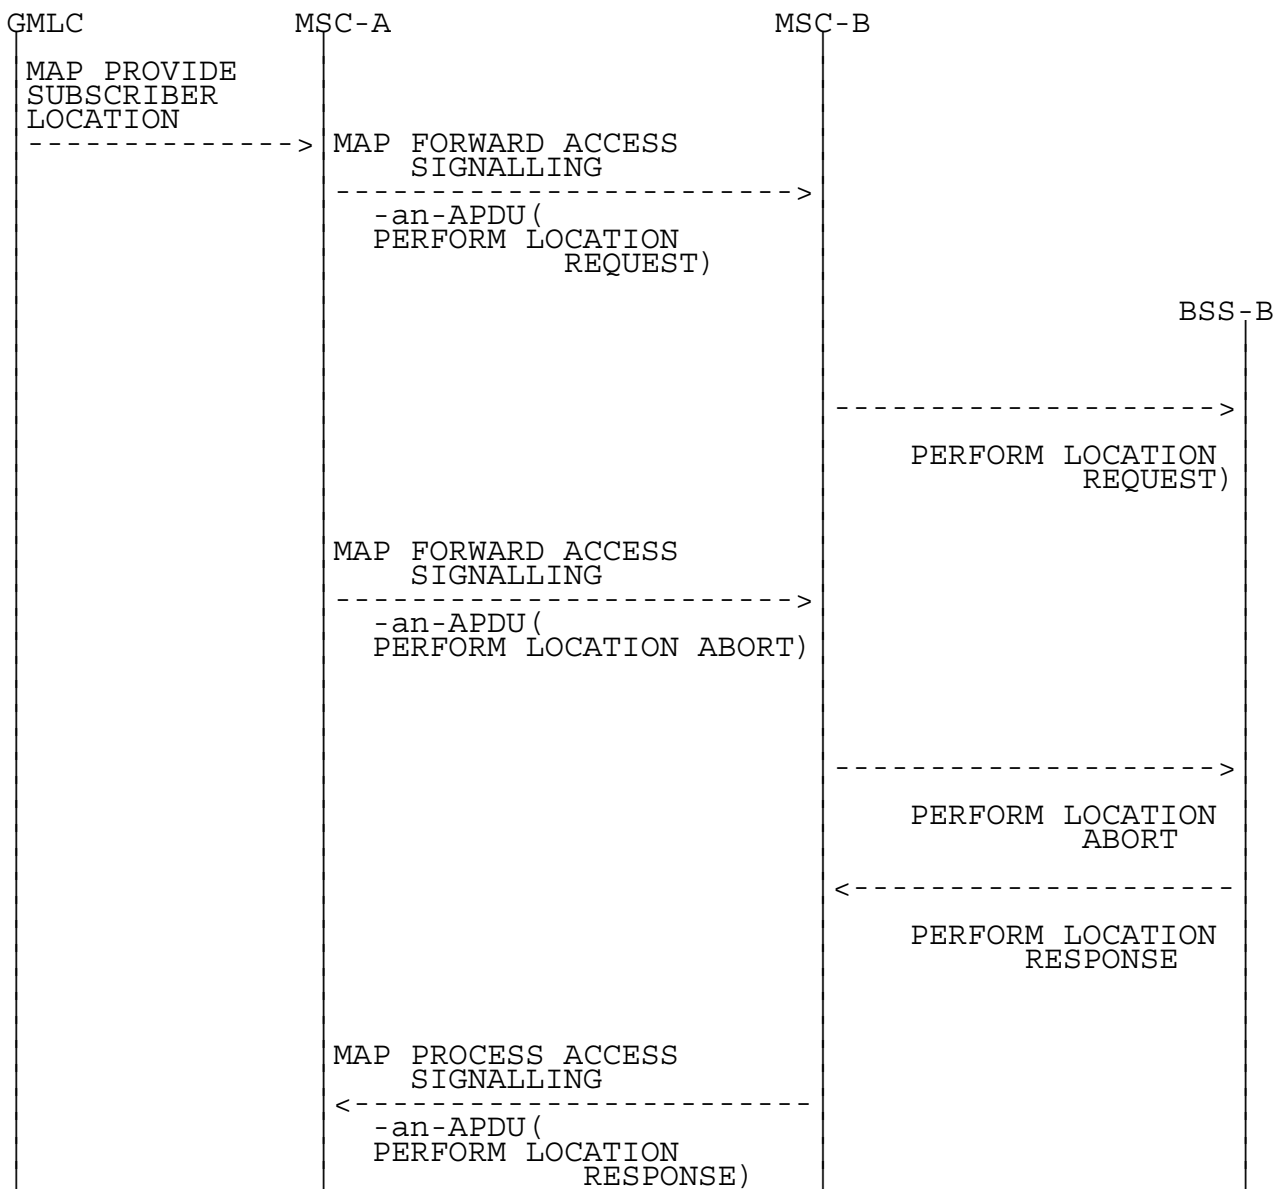 GMLC MSC-A MSC-B
MAP PROVIDE
SUBSCRIBER
LOCATION
-------------->
MAP FORWARD ACCESS
SIGNALLING
------------------------>
-an-APDU(
PERFORM LOCATION
REQUEST)
BSS-B
-------------------->
PERFORM LOCATION
REQUEST)
MAP FORWARD ACCESS
SIGNALLING
------------------------>
-an-APDU(
PERFORM LOCATION ABORT)
-------------------->
PERFORM LOCATION
ABORT
<--------------------
PERFORM LOCATION
RESPONSE
MAP PROCESS ACCESS
SIGNALLING
<------------------------
-an-APDU(
PERFORM LOCATION
RESPONSE)